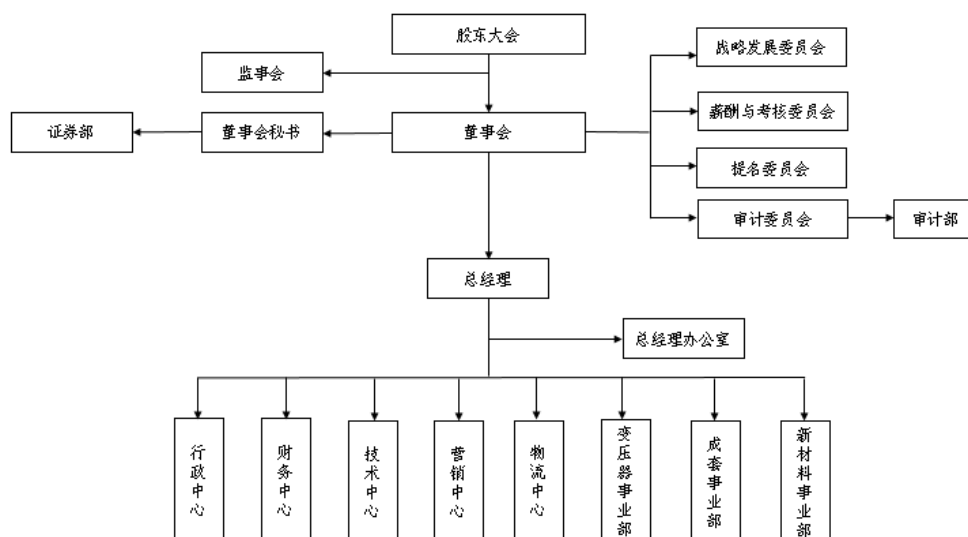 股东大会
战略发展委员会
监事会
薪酬与考核委员会
证券部
董事会秘书
董事会
提名委员会
审计委员会
审计部
总经理
总经理办公室
行政中心
财务中心
技术中心
营销中心
物流中心
变压器事业部
成套事业部
新材料事业部